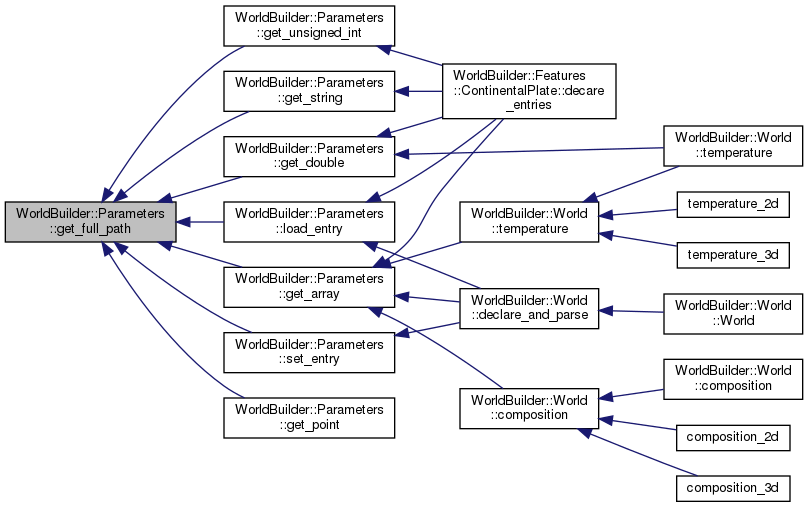 WorldBuilder::Parameters
::get_full_path
WorldBuilder::Parameters
::get_unsigned_int
WorldBuilder::Parameters
::get_string
WorldBuilder::Parameters
::get_double
WorldBuilder::Parameters
::load_entry
WorldBuilder::Parameters
::get_array
WorldBuilder::Parameters
::set_entry
WorldBuilder::Parameters
::get_point
WorldBuilder::Features
::ContinentalPlate::decare
_entries
WorldBuilder::World
::temperature
WorldBuilder::World
::declare_and_parse
WorldBuilder::World
::composition
WorldBuilder::World
::temperature
temperature_2d
temperature_3d
WorldBuilder::World
::World
WorldBuilder::World
::composition
composition_2d
composition_3d